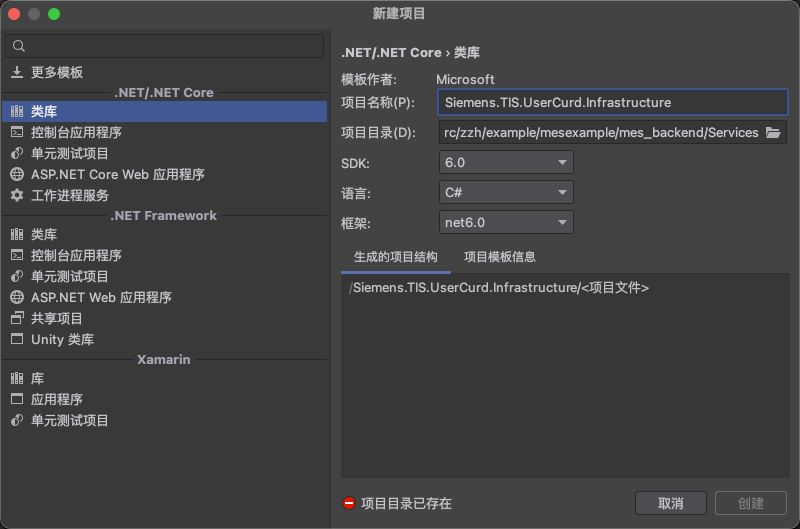 新建项目
更多模板
.NET/.NET Core
类库
控制台应用程序
单元测试项目
ASP.NET Core Web 应用程序
工作进程服务
.NET Framework
类库
控制台应用程序
单元测试项目
ASP.NET Web 应用程序
共享项目
Unity 类库
Xamarin
库
应用程序
单元测试项目
.NET/.NET Core › 类库
模板作者: Microsoft
项目名称(P): Siemens.TIS.UserCurd.Infrastructure
项目目录(D): rc/zzh/example/mesexample/mes_backend/Services
SDK: 6.0
语言: C#
框架: net6.0
生成的项目结构 项目模板信息
/Siemens.TIS.UserCurd.Infrastructure/<项目文件>
项目目录已存在 取消 创建